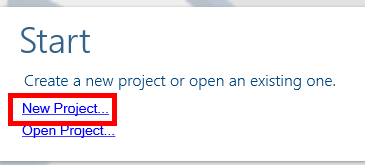 Start
Create a new project or open an existing one.
New Project...
Open Project...